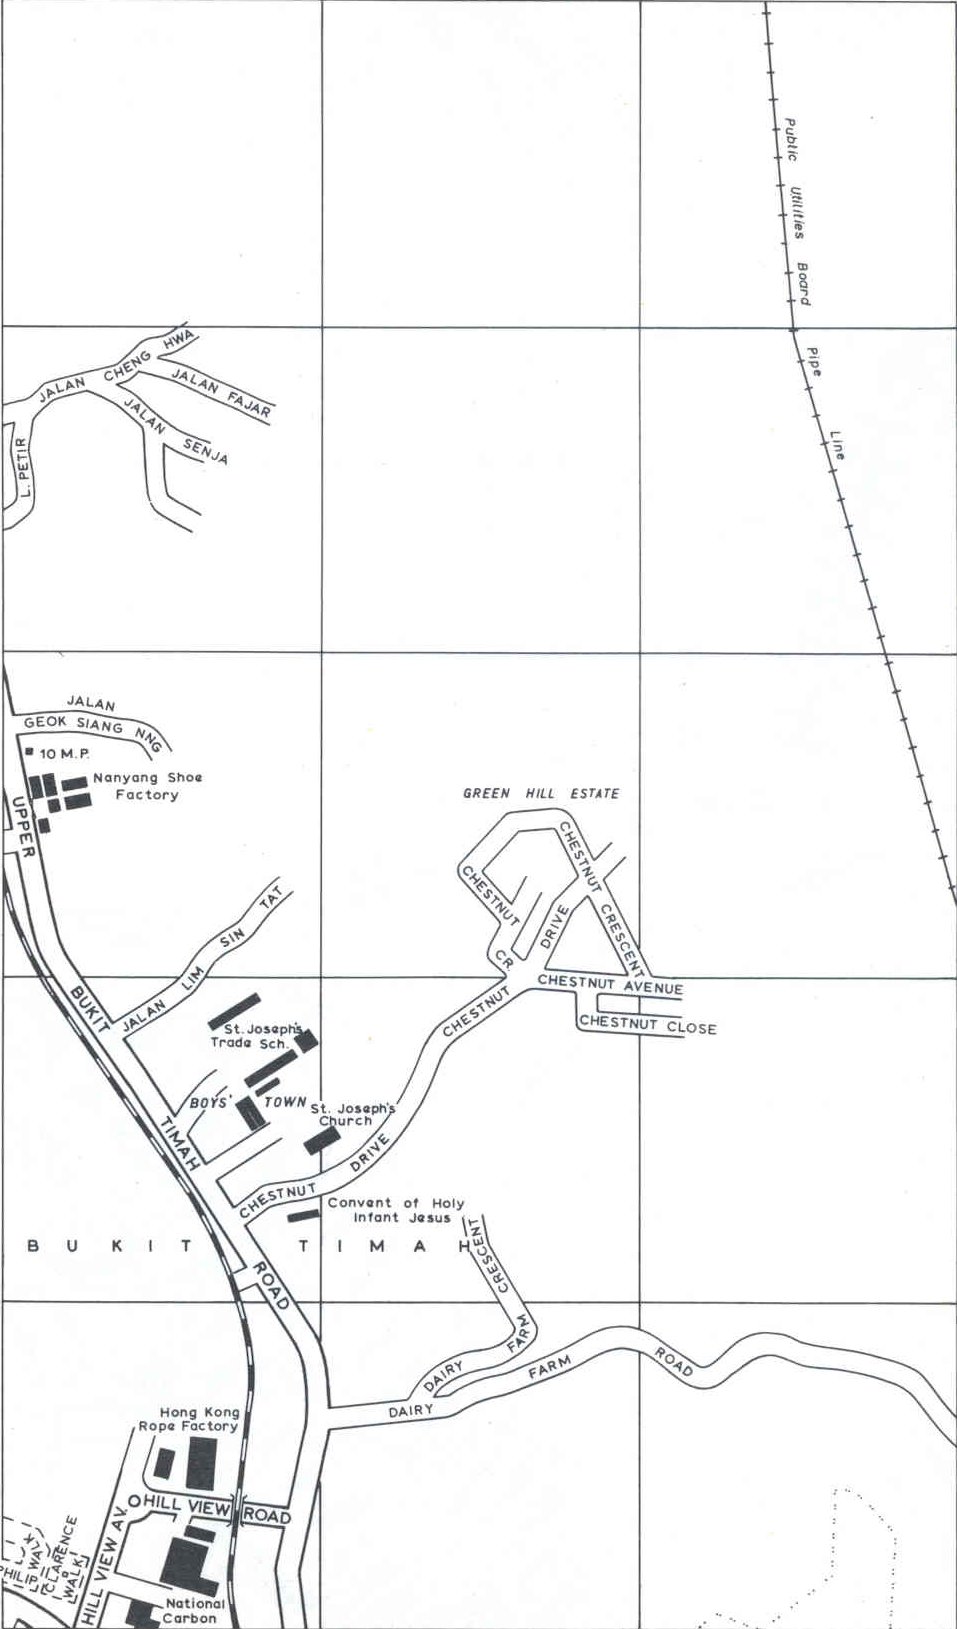 Public Utilities Board
Pipe Line
JALAN CHENG HWA
JALAN FAJAR
JALAN SENJA
L. PETIR
JALAN
GEOK SIANG NNG
10 M.P.
Nanyang Shoe
Factory
UPPER
BUKIT
TIMAH
ROAD
GREEN HILL ESTATE
CHESTNUT CRESCENT
CHESTNUT
CR
DRIVE
JALAN LIM SIN TAT
CHESTNUT AVENUE
CHESTNUT
CHESTNUT CLOSE
St. Joseph's
Trade Sch.
BOYS' TOWN
St. Joseph's
Church
DRIVE
CHESTNUT
Convent of Holy
Infant Jesus
BUKIT TIMAH
CRESCENT
FARM
DAIRY
DAIRY
FARM
ROAD
Hong Kong
Rope Factory
HILL VIEW ROAD
HILL VIEW AV.
CLARENCE
WALK
PHILIP WALK
National
Carbon